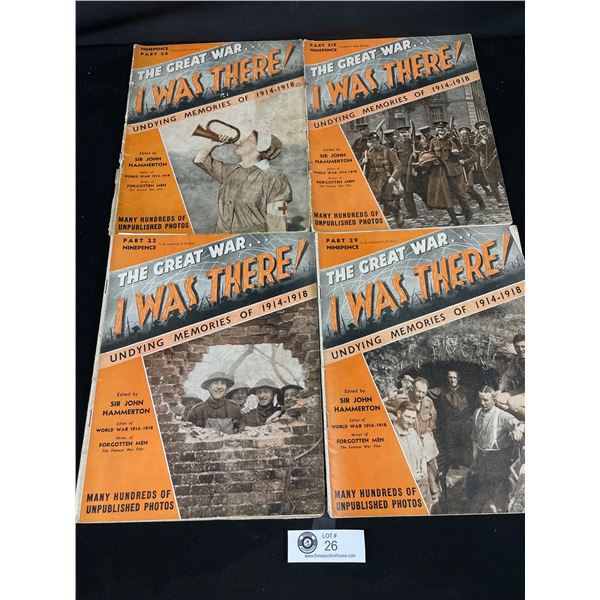 NINEPENCE
PART 24
THE GREAT WAR...
I WAS THERE!
UNDYING MEMORIES OF 1914-1918
Edited by
SIR JOHN
HAMMERTON
Editor of
WORLD WAR 1914-1918
Writer of
FORGOTTEN MEN
The Famous War Film
MANY HUNDREDS OF
UNPUBLISHED PHOTOS
PART SIX
NINEPENCE
THE GREAT WAR...
I WAS THERE!
UNDYING MEMORIES OF 1914-1918
Edited by
SIR JOHN
HAMMERTON
Editor of
WORLD WAR 1914-1918
Writer of
FORGOTTEN MEN
The Famous War Film
MANY HUNDREDS OF
UNPUBLISHED PHOTOS
PART 22
NINEPENCE
THE GREAT WAR...
I WAS THERE!
UNDYING MEMORIES OF 1914-1918
Edited by
SIR JOHN
HAMMERTON
Editor of
WORLD WAR 1914-1918
Writer of
FORGOTTEN MEN
The Famous War Film
MANY HUNDREDS OF
UNPUBLISHED PHOTOS
PART 29
NINEPENCE
THE GREAT WAR...
I WAS THERE!
UNDYING MEMORIES OF 1914-1918
Edited by
SIR JOHN
HAMMERTON
Editor of
WORLD WAR 1914-1918
Writer of
FORGOTTEN MEN
The Famous War Film
MANY HUNDREDS OF
UNPUBLISHED PHOTOS
LOT #
26